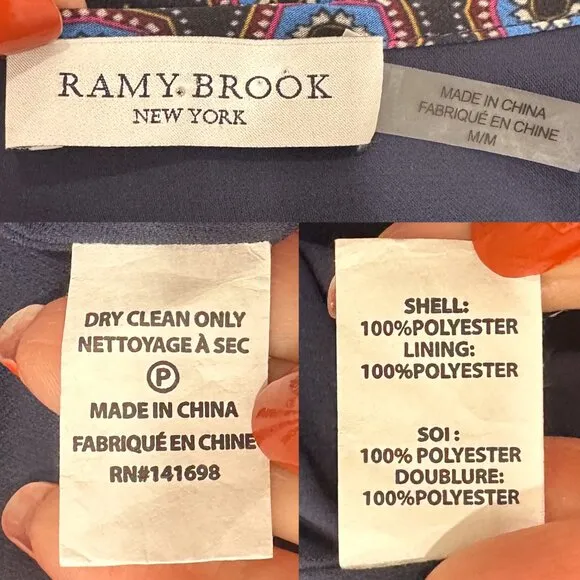 RAMY BROOK
NEW YORK
MADE IN CHINA
FABRIQUÉ EN CHINE
M/M
DRY CLEAN ONLY
NETTOYAGE À SEC
P
MADE IN CHINA
FABRIQUÉ EN CHINE
RN#141698
SHELL:
100%POLYESTER
LINING:
100%POLYESTER
SOI :
100% POLYESTER
DOUBLURE:
100%POLYESTER